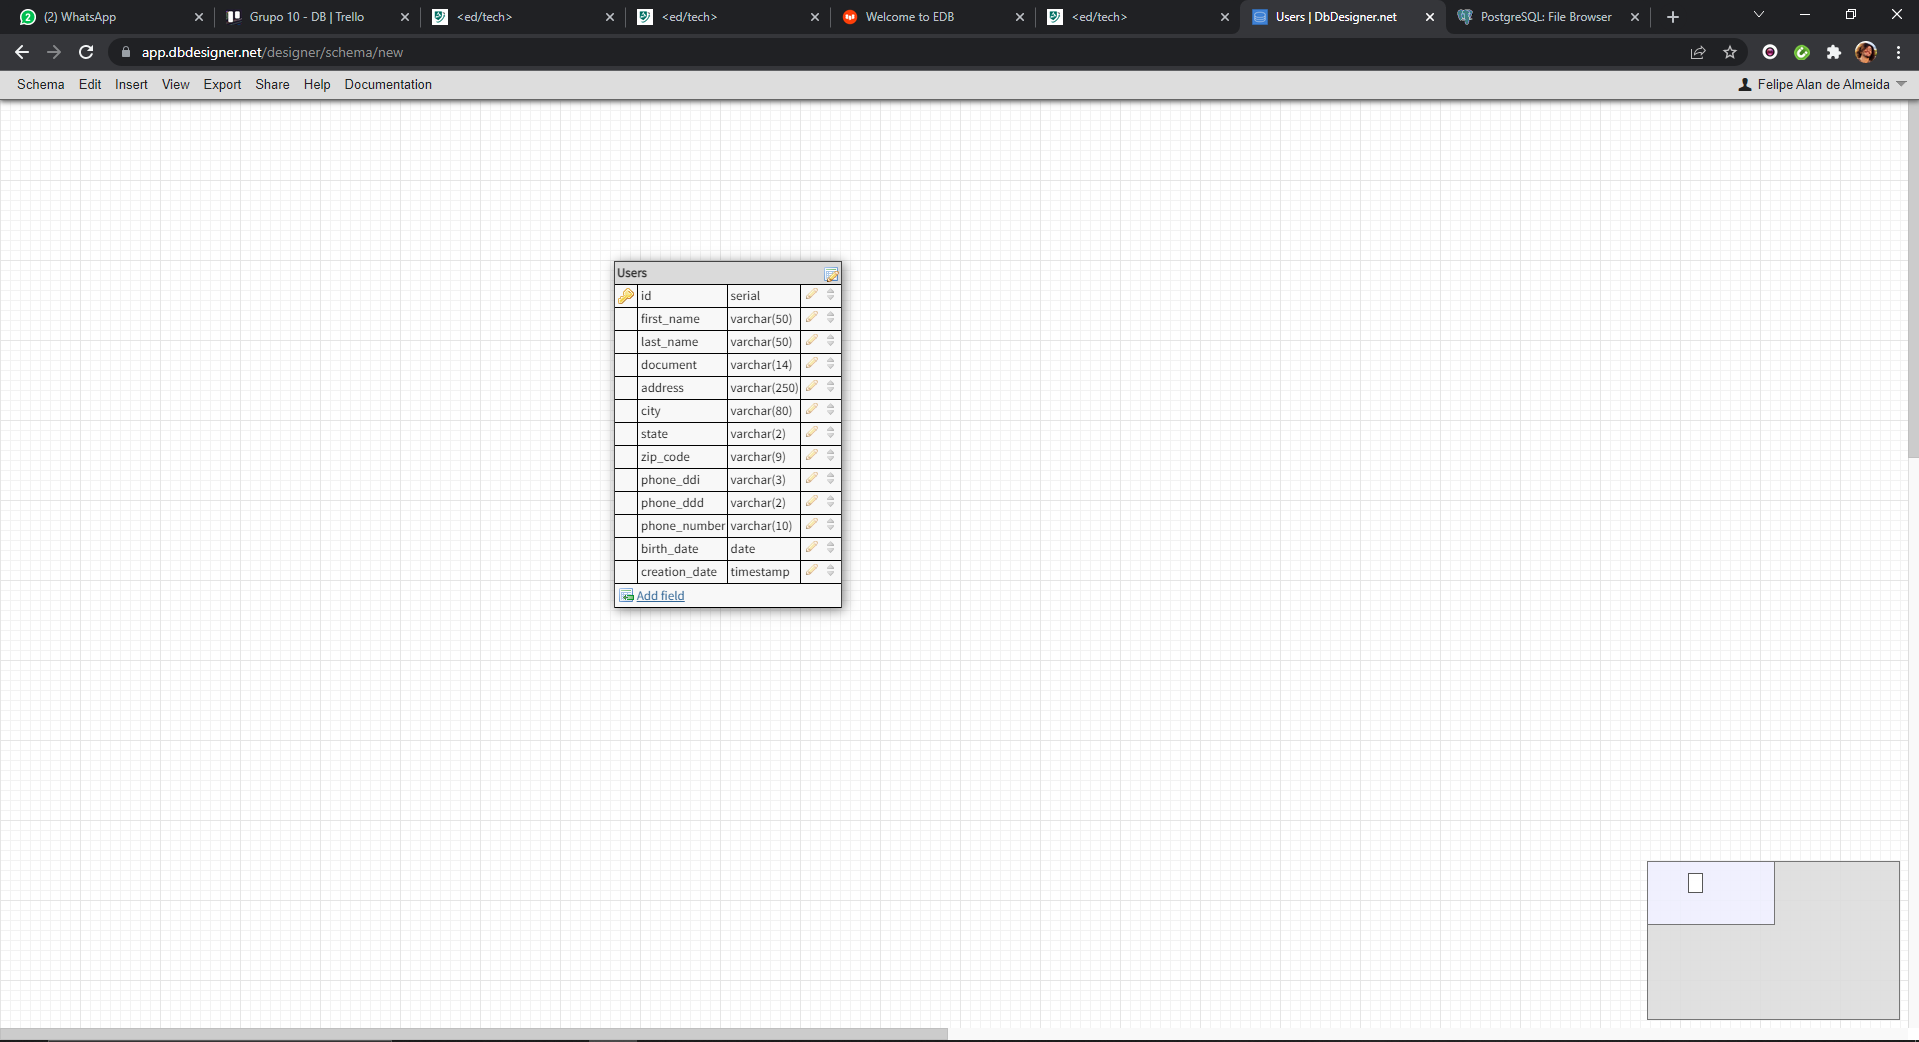 (2) WhatsApp
Grupo 10 - DB | Trello
<ed/tech>
<ed/tech>
Welcome to EDB
<ed/tech>
Users | DbDesigner.net
PostgreSQL: File Browser
app.dbdesigner.net/designer/schema/new
Schema Edit Insert View Export Share Help Documentation
Felipe Alan de Almeida
Users
id serial
first_name varchar(50)
last_name varchar(50)
document varchar(14)
address varchar(250)
city varchar(80)
state varchar(2)
zip_code varchar(9)
phone_ddi varchar(3)
phone_ddd varchar(2)
phone_number varchar(10)
birth_date date
creation_date timestamp
Add field